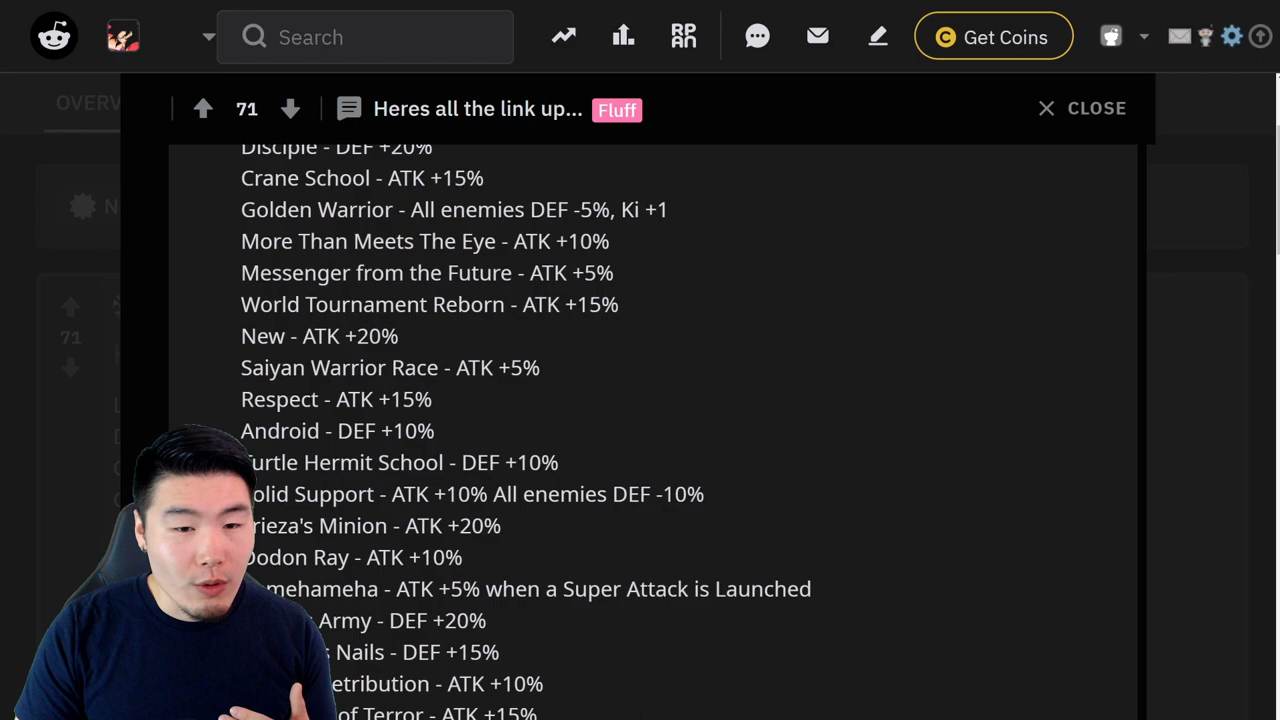 Search
RPAN
Get Coins
OVERV
71
Heres all the link up...
Fluff
CLOSE
Disciple - DEF +20%
Crane School - ATK +15%
Golden Warrior - All enemies DEF -5%, Ki +1
More Than Meets The Eye - ATK +10%
Messenger from the Future - ATK +5%
World Tournament Reborn - ATK +15%
New - ATK +20%
71
Saiyan Warrior Race - ATK +5%
Respect - ATK +15%
Android - DEF +10%
urtle Hermit School - DEF +10%
olid Support - ATK +10% All enemies DEF -10%
rieza's Minion - ATK +20%
Dodon Ray - ATK +10%
mehameha - ATK +5% when a Super Attack is Launched
Army - DEF +20%
s Nails - DEF +15%
etribution - ATK +10%
of Terror - ATK +15%